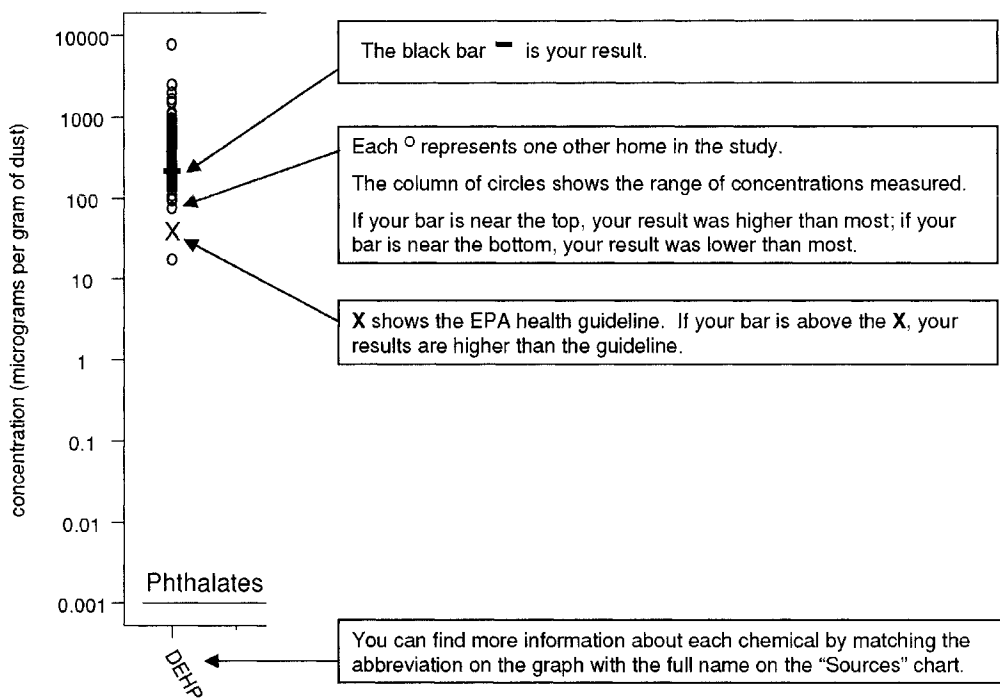 10000
1000
100
10
1
0.1
0.01
0.001
concentration (micrograms per gram of dust)
Phthalates
DEHP
X
The black bar – is your result.
Each ○ represents one other home in the study.
The column of circles shows the range of concentrations measured.
If your bar is near the top, your result was higher than most; if your
bar is near the bottom, your result was lower than most.
X shows the EPA health guideline. If your bar is above the X, your
results are higher than the guideline.
You can find more information about each chemical by matching the
abbreviation on the graph with the full name on the “Sources” chart.